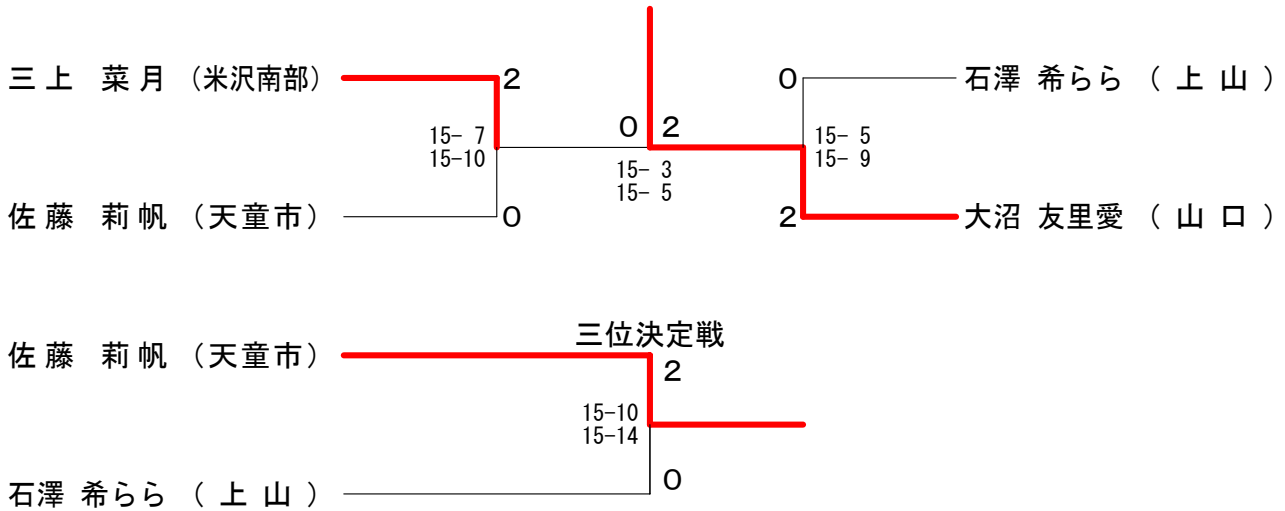 三上 菜月 (米沢南部)
2
0
石澤 希らら ( 上 山 )
15- 7
15-10
0 2
15- 3
15- 5
15- 5
15- 9
佐藤 莉帆 (天童市)
0
2
大沼 友里愛 ( 山 口 )
三位決定戦
佐藤 莉帆 (天童市)
2
15-10
15-14
石澤 希らら ( 上 山 )
0